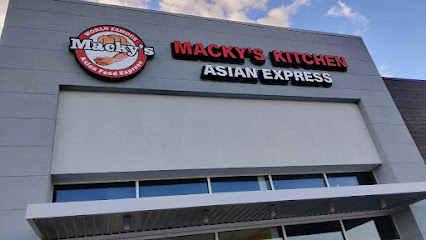 WORLD FAMOUS
Macky's
Asian Food Express
MACKY'S KITCHEN
ASIAN EXPRESS